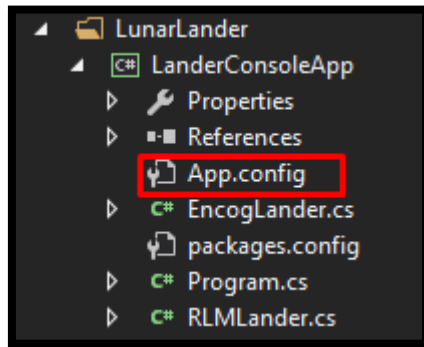 LunarLander
C# LanderConsoleApp
Properties
References
App.config
C# EncogLander.cs
packages.config
C# Program.cs
C# RLMLander.cs